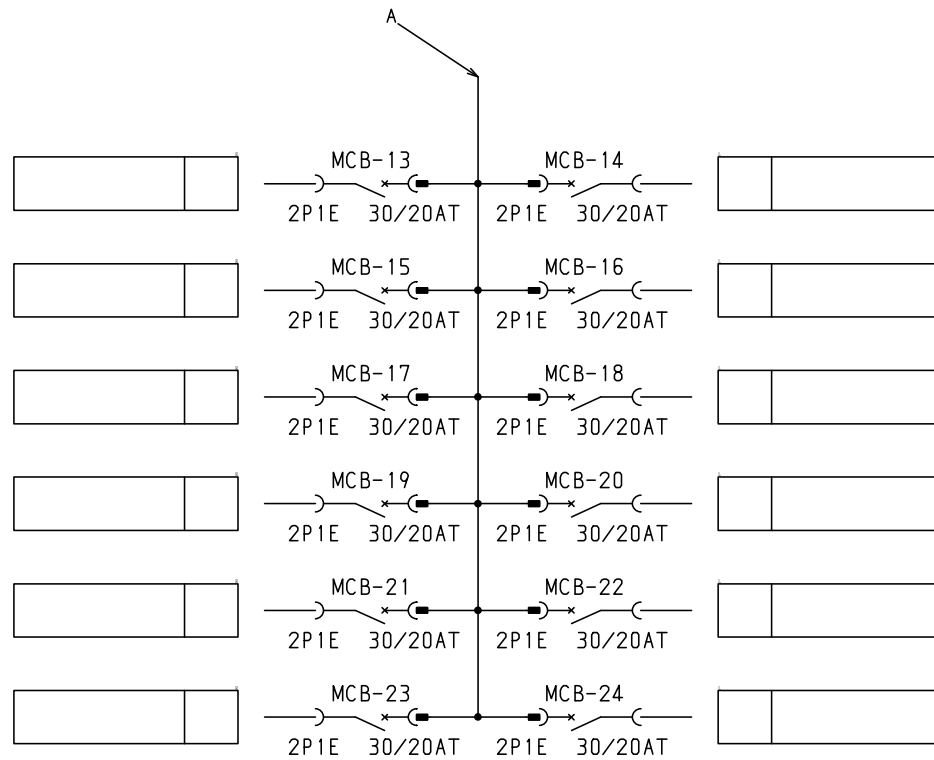 A
MCB-13 MCB-14
2P1E 30/20AT 2P1E 30/20AT
MCB-15 MCB-16
2P1E 30/20AT 2P1E 30/20AT
MCB-17 MCB-18
2P1E 30/20AT 2P1E 30/20AT
MCB-19 MCB-20
2P1E 30/20AT 2P1E 30/20AT
MCB-21 MCB-22
2P1E 30/20AT 2P1E 30/20AT
MCB-23 MCB-24
2P1E 30/20AT 2P1E 30/20AT